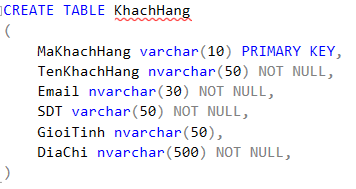 CREATE TABLE KhachHang
(
MaKhachHang varchar(10) PRIMARY KEY,
TenKhachHang nvarchar(50) NOT NULL,
Email nvarchar(30) NOT NULL,
SDT varchar(50) NOT NULL,
GioiTinh nvarchar(50),
DiaChi nvarchar(500) NOT NULL,
)